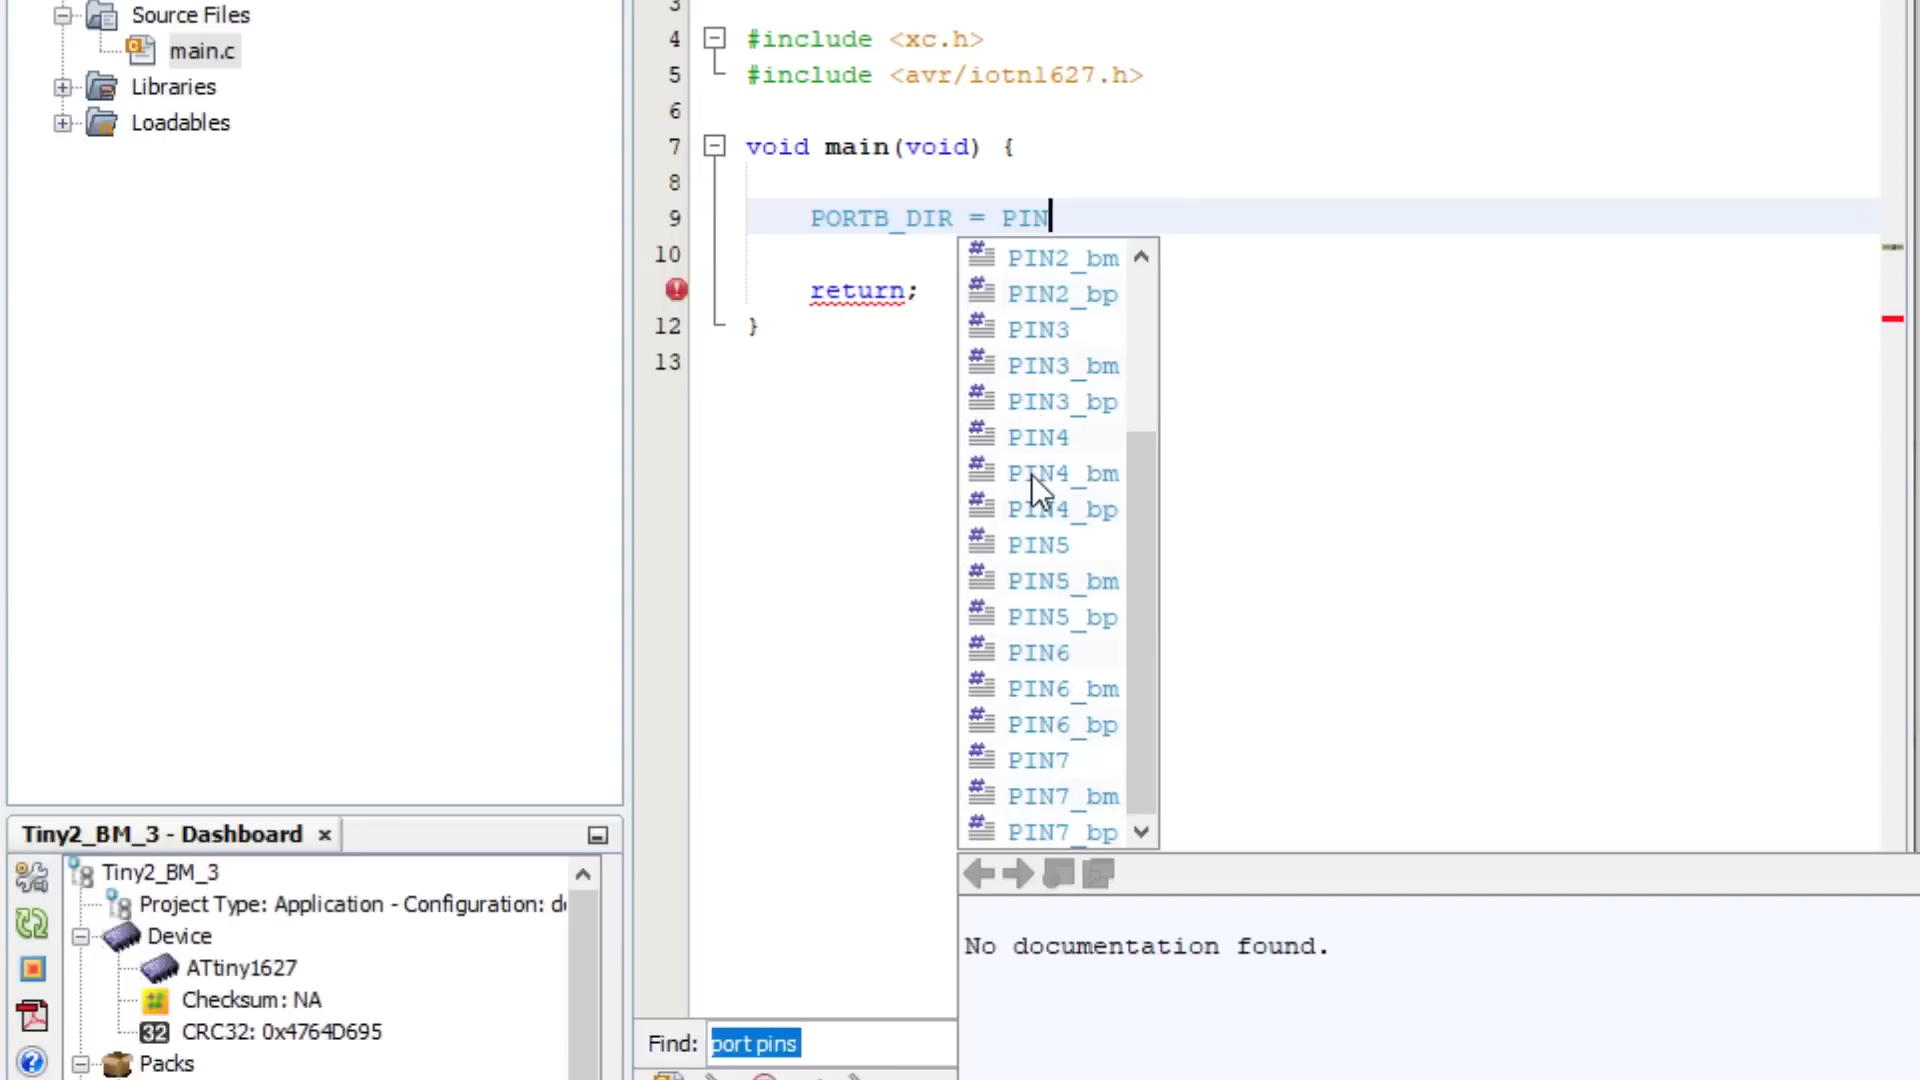 Source Files
main.c
Libraries
Loadables
3
4 #include <xc.h>
5 #include <avr/iotn1627.h>
6
7 void main(void) {
8
9 PORTB_DIR = PIN
10
return;
12 }
13
PIN2_bm
PIN2_bp
PIN3
PIN3_bm
PIN3_bp
PIN4
PIN4_bm
PIN4_bp
PIN5
PIN5_bm
PIN5_bp
PIN6
PIN6_bm
PIN6_bp
PIN7
PIN7_bm
PIN7_bp
No documentation found.
Find: port pins
Tiny2_BM_3 - Dashboard ×
Tiny2_BM_3
Project Type: Application - Configuration: d
Device
ATtiny1627
Checksum: NA
32 CRC32: 0x4764D695
Packs